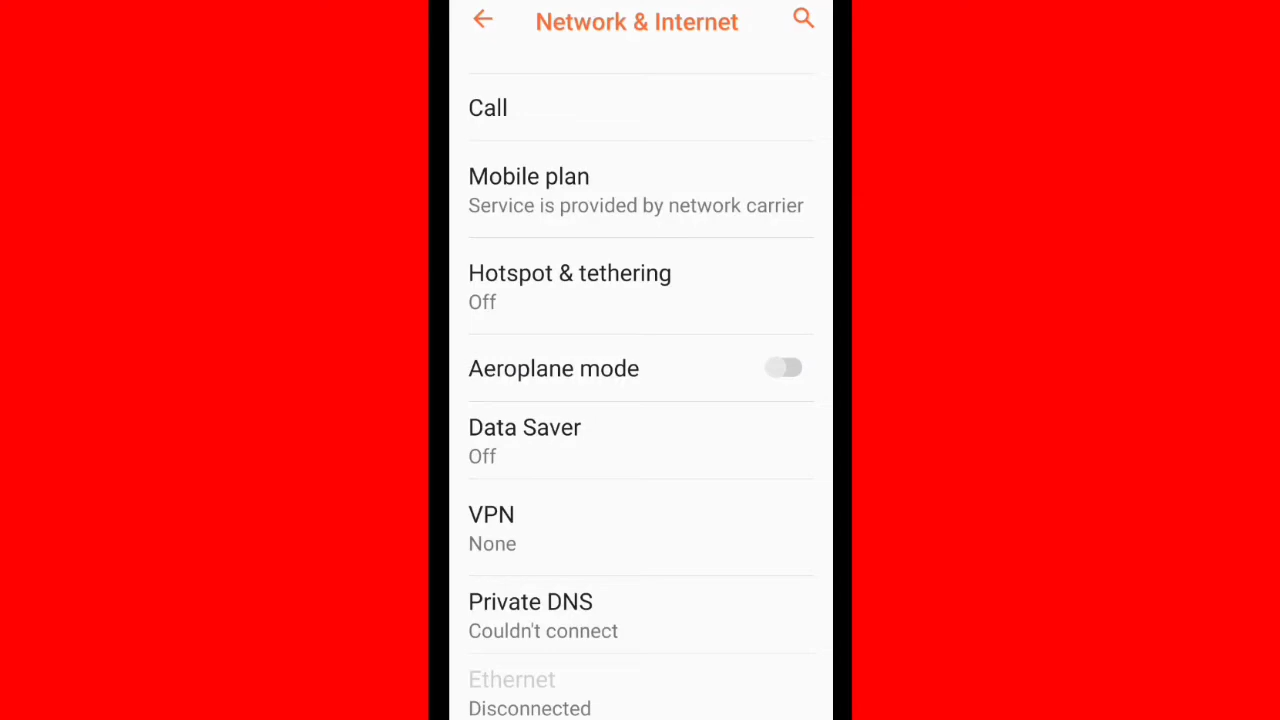 Network & Internet
Call
Mobile plan
Service is provided by network carrier
Hotspot & tethering
Off
Aeroplane mode
Data Saver
Off
VPN
None
Private DNS
Couldn't connect
Ethernet
Disconnected